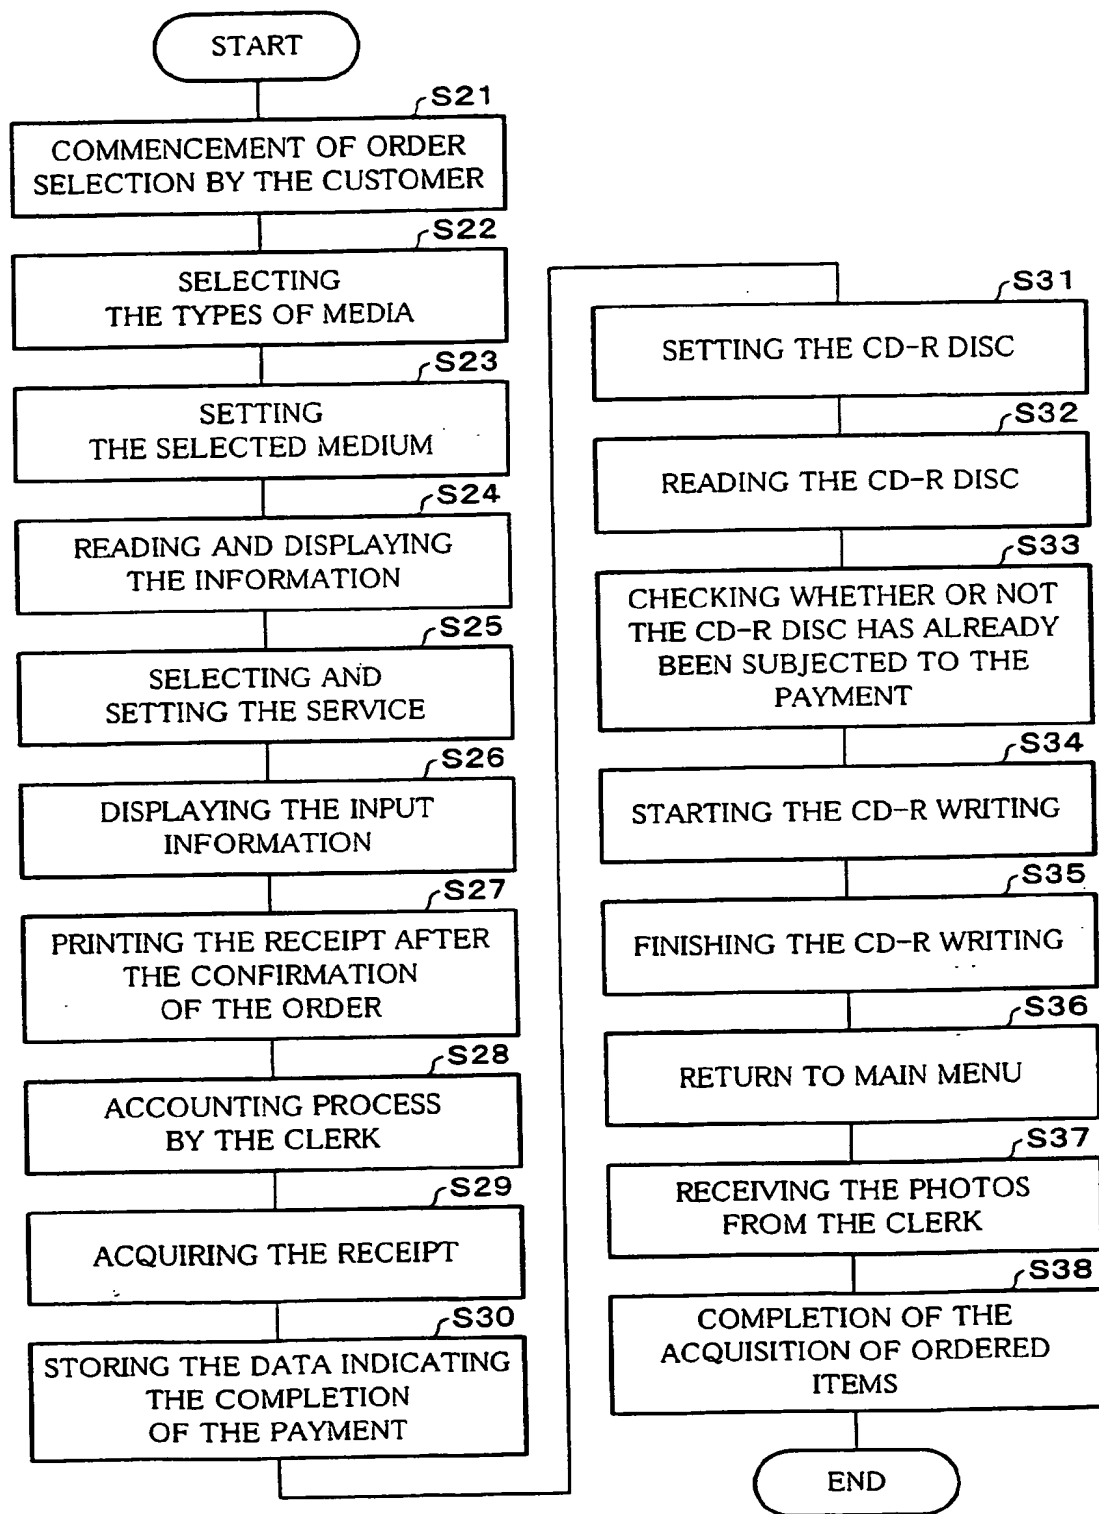 START
S21
COMMENCEMENT OF ORDER
SELECTION BY THE CUSTOMER
S22
SELECTING
THE TYPES OF MEDIA
S23
SETTING
THE SELECTED MEDIUM
S24
READING AND DISPLAYING
THE INFORMATION
S25
SELECTING AND
SETTING THE SERVICE
S26
DISPLAYING THE INPUT
INFORMATION
S27
PRINTING THE RECEIPT AFTER
THE CONFIRMATION
OF THE ORDER
S28
ACCOUNTING PROCESS
BY THE CLERK
S29
ACQUIRING THE RECEIPT
S30
STORING THE DATA INDICATING
THE COMPLETION
OF THE PAYMENT
S31
SETTING THE CD-R DISC
S32
READING THE CD-R DISC
S33
CHECKING WHETHER OR NOT
THE CD-R DISC HAS ALREADY
BEEN SUBJECTED TO THE
PAYMENT
S34
STARTING THE CD-R WRITING
S35
FINISHING THE CD-R WRITING
S36
RETURN TO MAIN MENU
S37
RECEIVING THE PHOTOS
FROM THE CLERK
S38
COMPLETION OF THE
ACQUISITION OF ORDERED
ITEMS
END